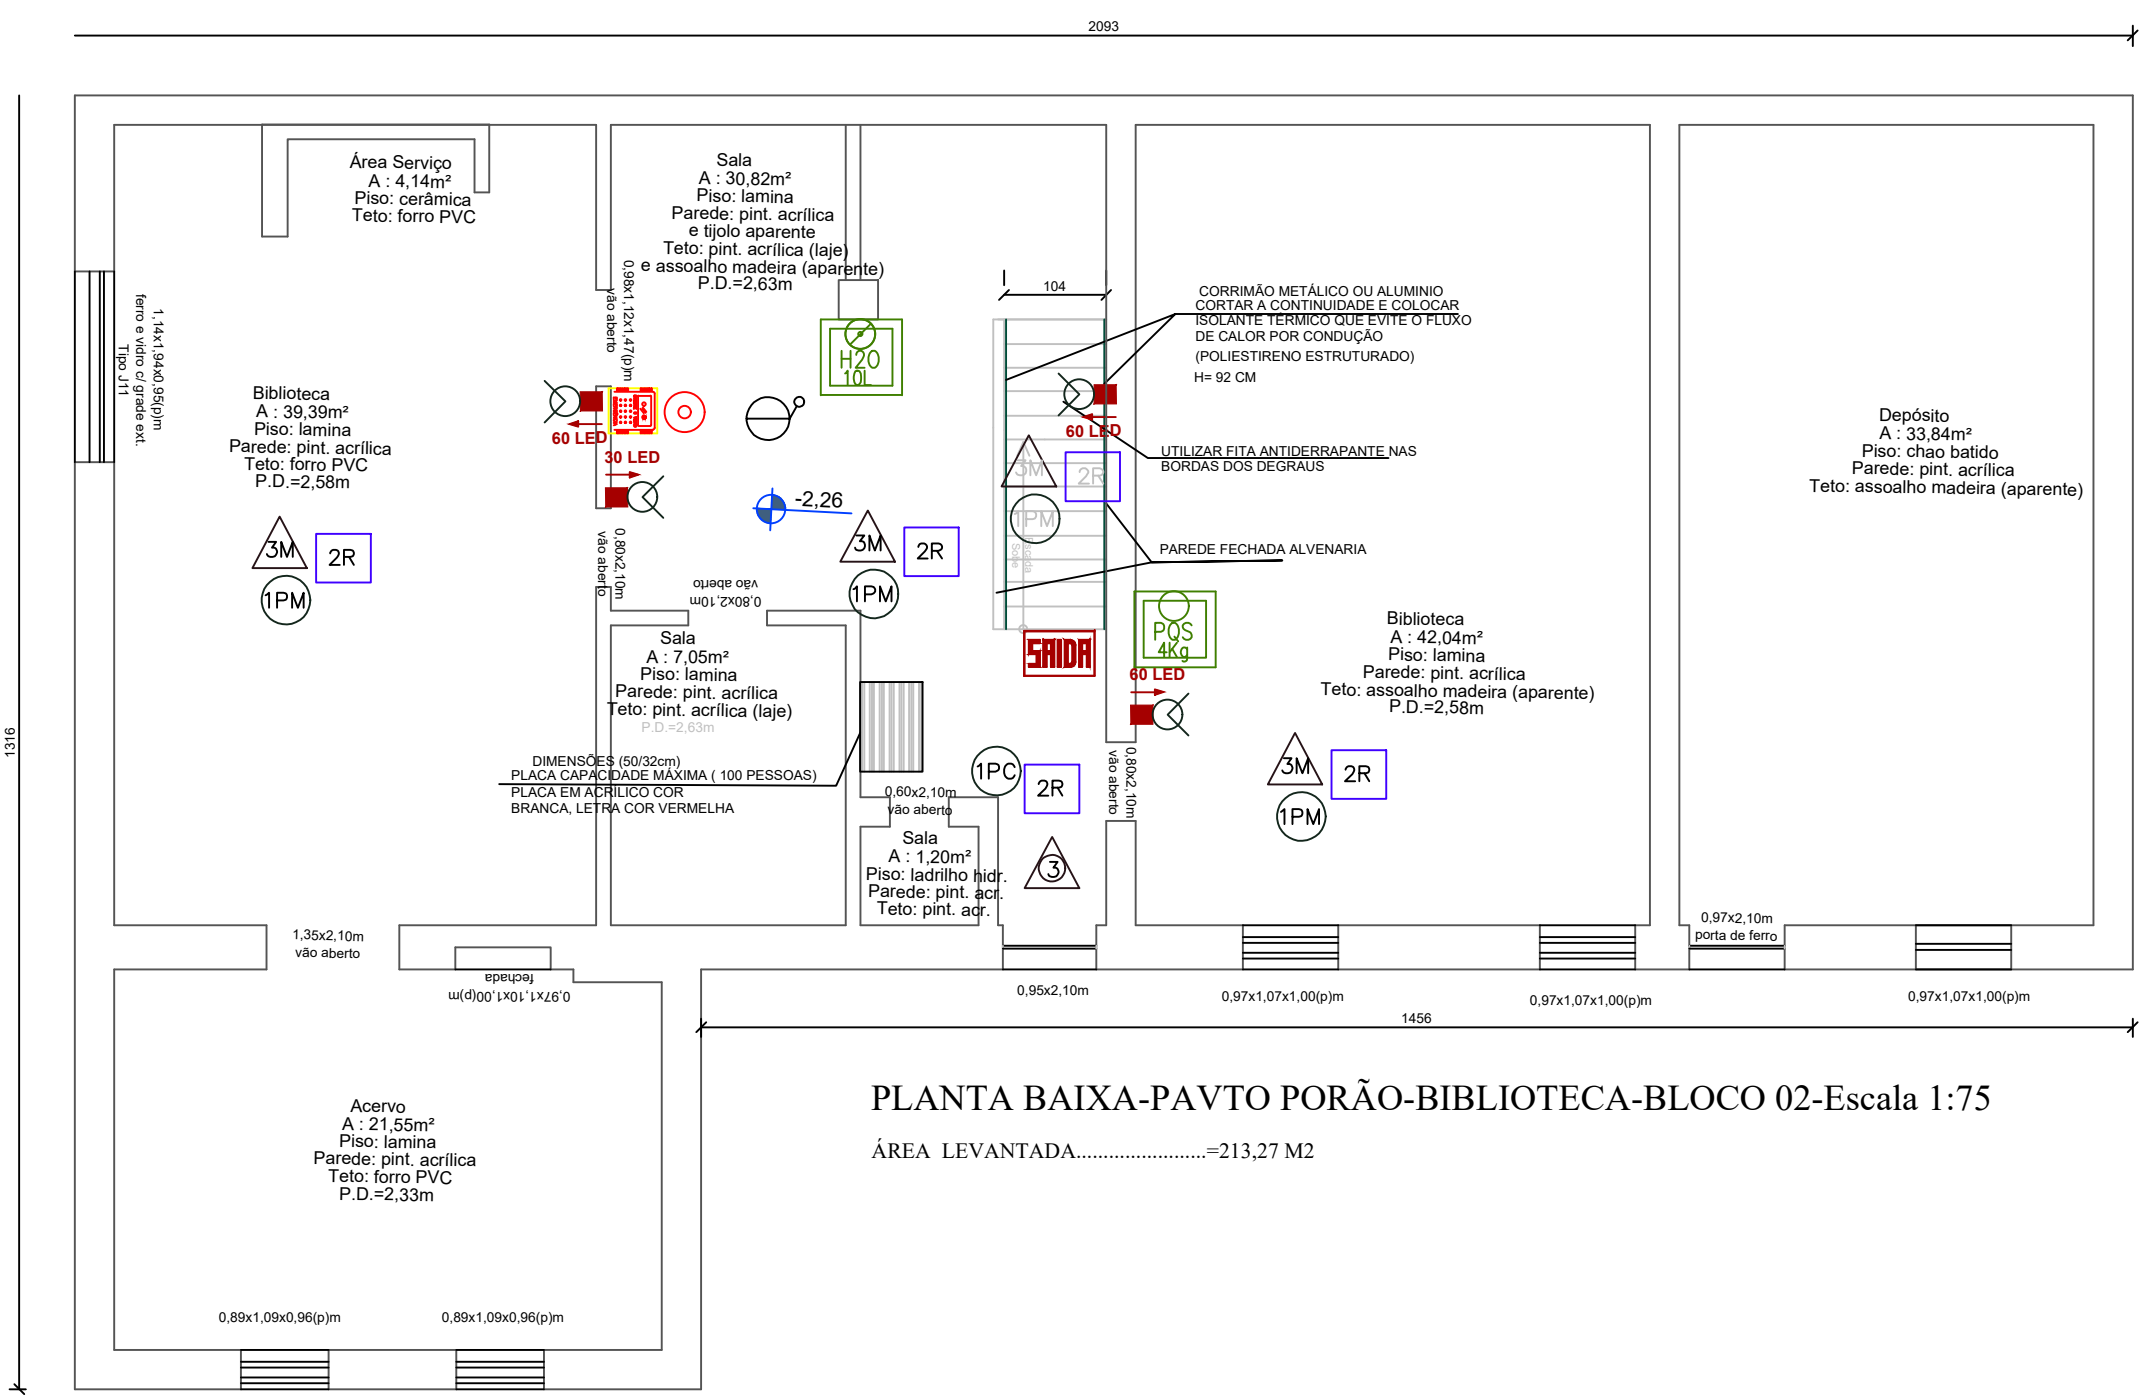 2093
1316
Área Serviço
A : 4,14m²
Piso: cerâmica
Teto: forro PVC
Sala
A : 30,82m²
Piso: lamina
Parede: pint. acrílica
e tijolo aparente
Teto: pint. acrílica (laje)
e assoalho madeira (aparente)
P.D.=2,63m
0,98x1,12x1,47(p)m
vão aberto
1,14x1,94x0,95(p)m
ferro e vidro c/ grade ext.
Tipo J11
H2O
10L
104
CORRIMÃO METÁLICO OU ALUMINIO
CORTAR A CONTINUIDADE E COLOCAR
ISOLANTE TÉRMICO QUE EVITE O FLUXO
DE CALOR POR CONDUÇÃO
(POLIESTIRENO ESTRUTURADO)
H= 92 CM
Biblioteca
A : 39,39m²
Piso: lamina
Parede: pint. acrílica
Teto: forro PVC
P.D.=2,58m
60 LED
30 LED
60 LED
UTILIZAR FITA ANTIDERRAPANTE NAS
BORDAS DOS DEGRAUS
Depósito
A : 33,84m²
Piso: chao batido
Parede: pint. acrílica
Teto: assoalho madeira (aparente)
-2,26
3M
2R
1PM
3M
2R
1PM
3M
2R
1PM
Escada
Sobe
PAREDE FECHADA ALVENARIA
0,80x2,10m
vão aberto
0,80x2,10m
vão aberto
Sala
A : 7,05m²
Piso: lamina
Parede: pint. acrílica
Teto: pint. acrílica (laje)
P.D.=2,63m
SAIDA
PQS
4Kg
60 LED
Biblioteca
A : 42,04m²
Piso: lamina
Parede: pint. acrílica
Teto: assoalho madeira (aparente)
P.D.=2,58m
DIMENSÕES (50/32cm)
PLACA CAPACIDADE MÁXIMA ( 100 PESSOAS)
PLACA EM ACRÍLICO COR
BRANCA, LETRA COR VERMELHA
1PC
2R
3
0,80x2,10m
vão aberto
3M
2R
1PM
0,60x2,10m
vão aberto
Sala
A : 1,20m²
Piso: ladrilho hidr.
Parede: pint. acr.
Teto: pint. acr.
1,35x2,10m
vão aberto
0,97x1,10x1,00(p)m
fechada
0,97x2,10m
porta de ferro
0,95x2,10m
0,97x1,07x1,00(p)m
0,97x1,07x1,00(p)m
0,97x1,07x1,00(p)m
1456
PLANTA BAIXA-PAVTO PORÃO-BIBLIOTECA-BLOCO 02-Escala 1:75
ÁREA LEVANTADA........................=213,27 M2
Acervo
A : 21,55m²
Piso: lamina
Parede: pint. acrílica
Teto: forro PVC
P.D.=2,33m
0,89x1,09x0,96(p)m
0,89x1,09x0,96(p)m